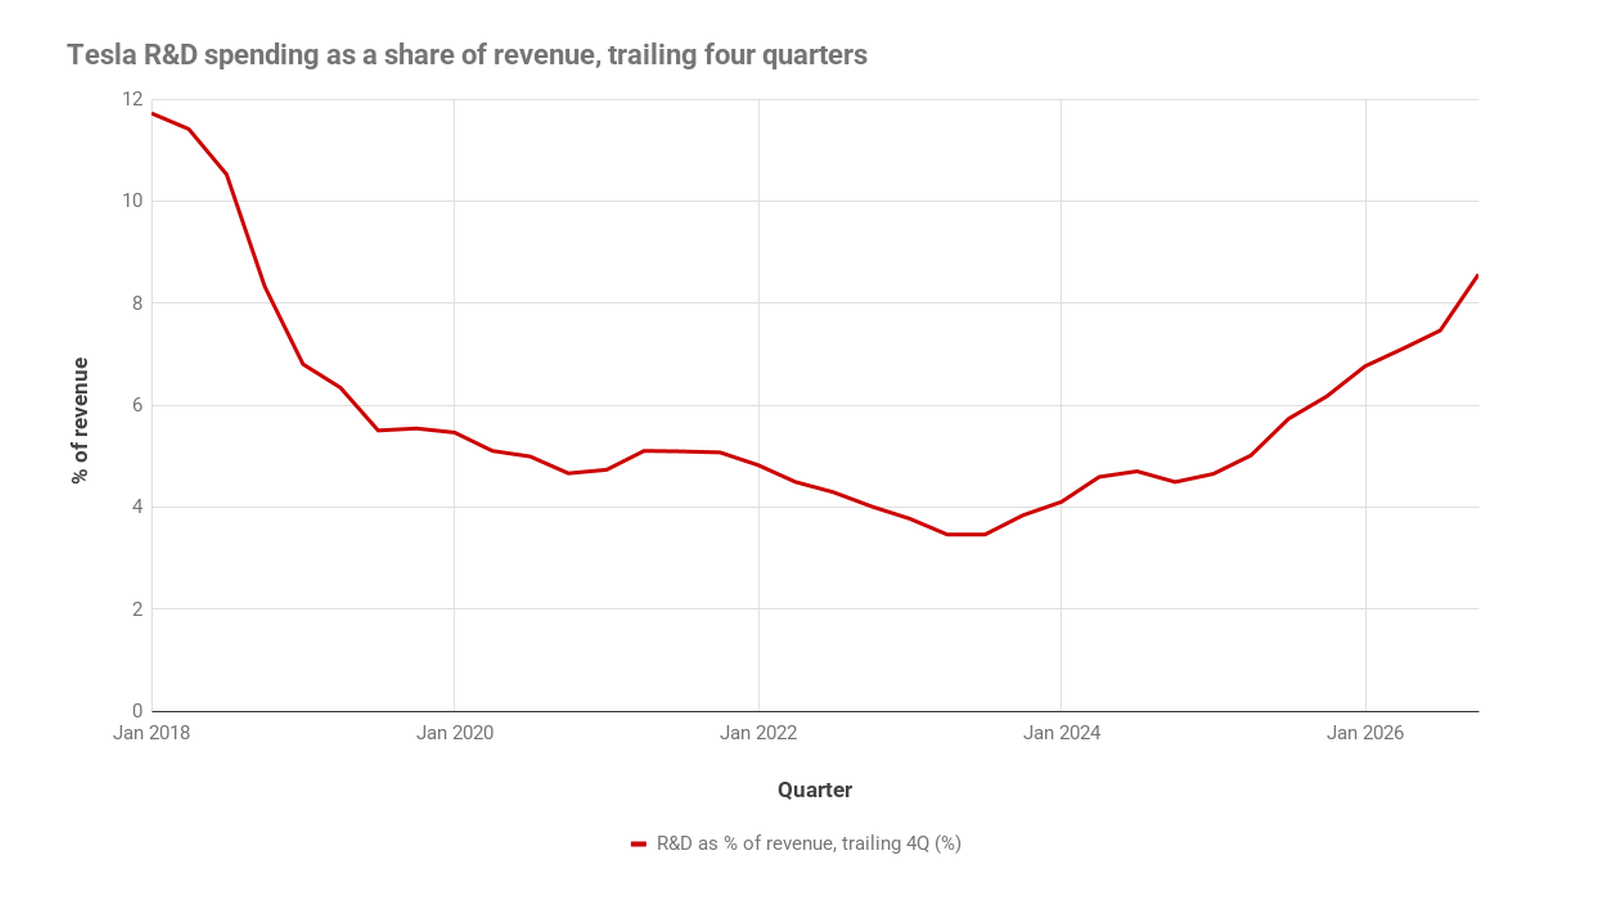 Tesla R&D spending as a share of revenue, trailing four quarters
12
10
8
6
4
2
0
% of revenue
Jan 2018 Jan 2020 Jan 2022 Jan 2024 Jan 2026
Quarter
R&D as % of revenue, trailing 4Q (%)